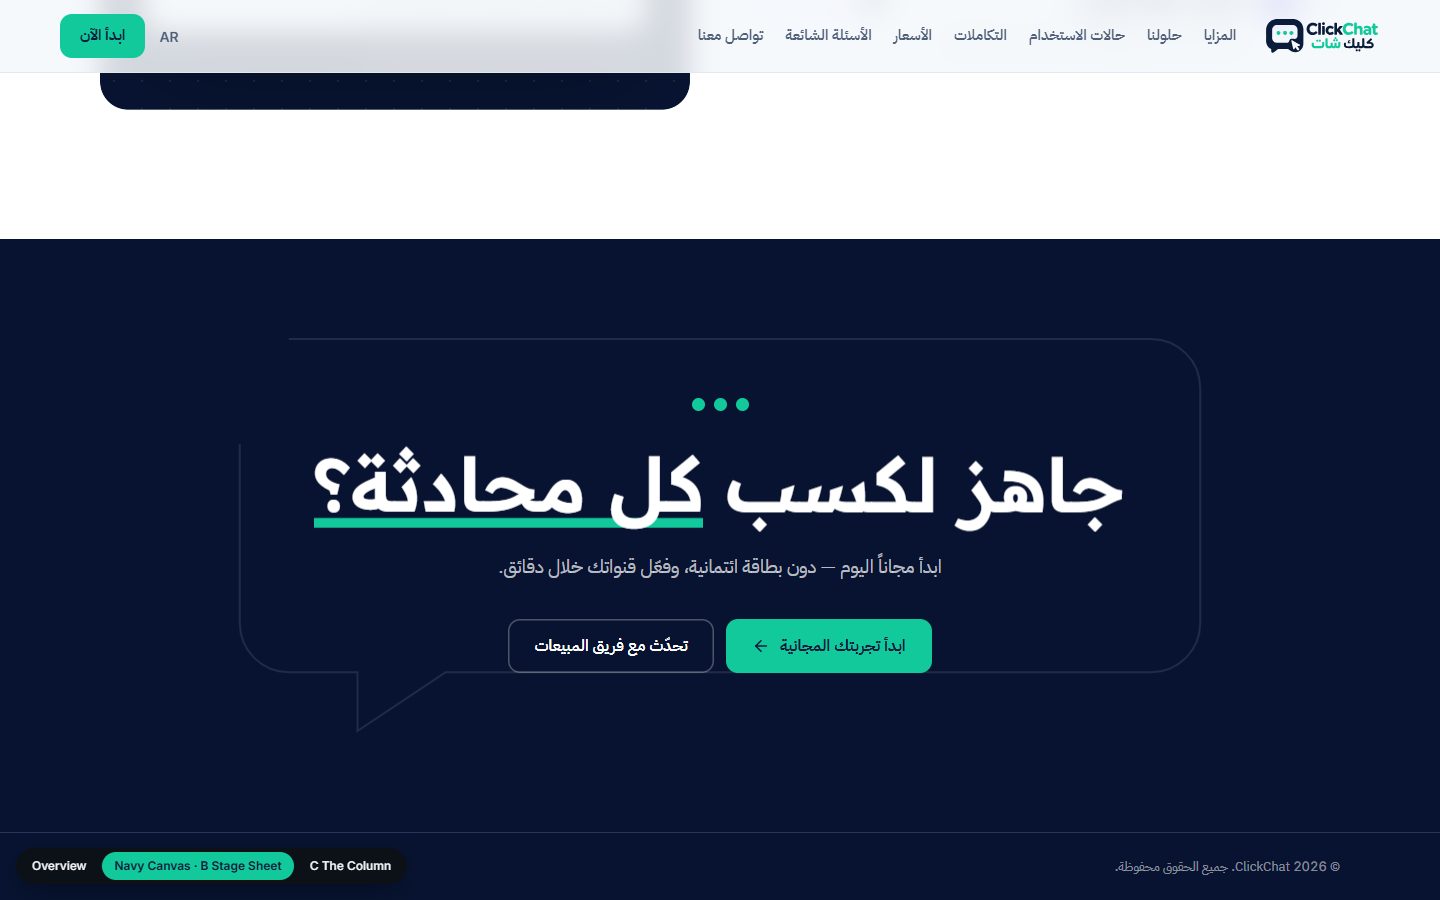 ClickChat
كليك شات
المزايا
حلولنا
حالات الاستخدام
التكاملات
الأسعار
الأسئلة الشائعة
تواصل معنا
AR
ابدأ الآن
جاهز لكسب كل محادثة؟
ابدأ مجاناً اليوم — دون بطاقة ائتمانية، وفعّل قنواتك خلال دقائق.
ابدأ تجربتك المجانية ←
تحدّث مع فريق المبيعات
© 2026 ClickChat. جميع الحقوق محفوظة.
Overview
Navy Canvas · B Stage Sheet
C The Column